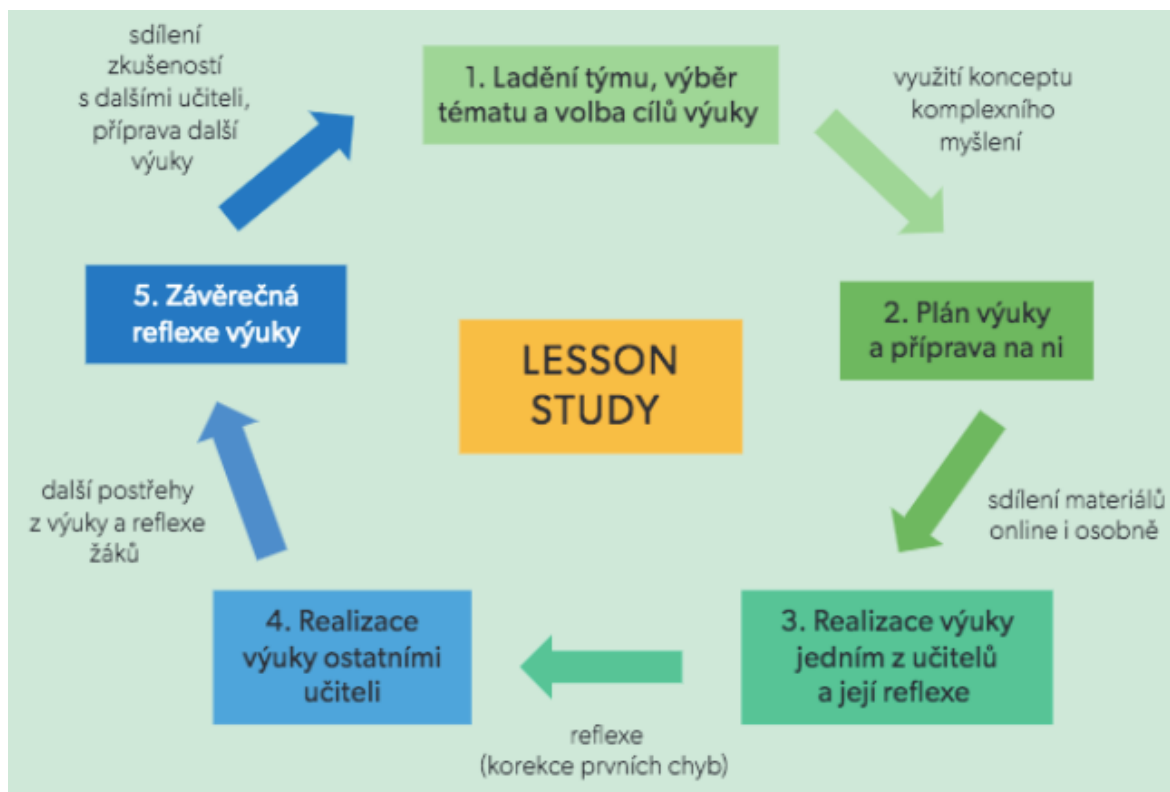 1. Ladění týmu, výběr
tématu a volba cílů výuky
využití konceptu
komplexního
myšlení
2. Plán výuky
a příprava na ni
sdílení materiálů
online i osobně
3. Realizace výuky
jedním z učitelů
a její reflexe
reflexe
(korekce prvních chyb)
4. Realizace
výuky ostatními
učiteli
další postřehy
z výuky a reflexe
žáků
5. Závěrečná
reflexe výuky
sdílení
zkušeností
s dalšími učiteli,
příprava další
výuky
LESSON
STUDY